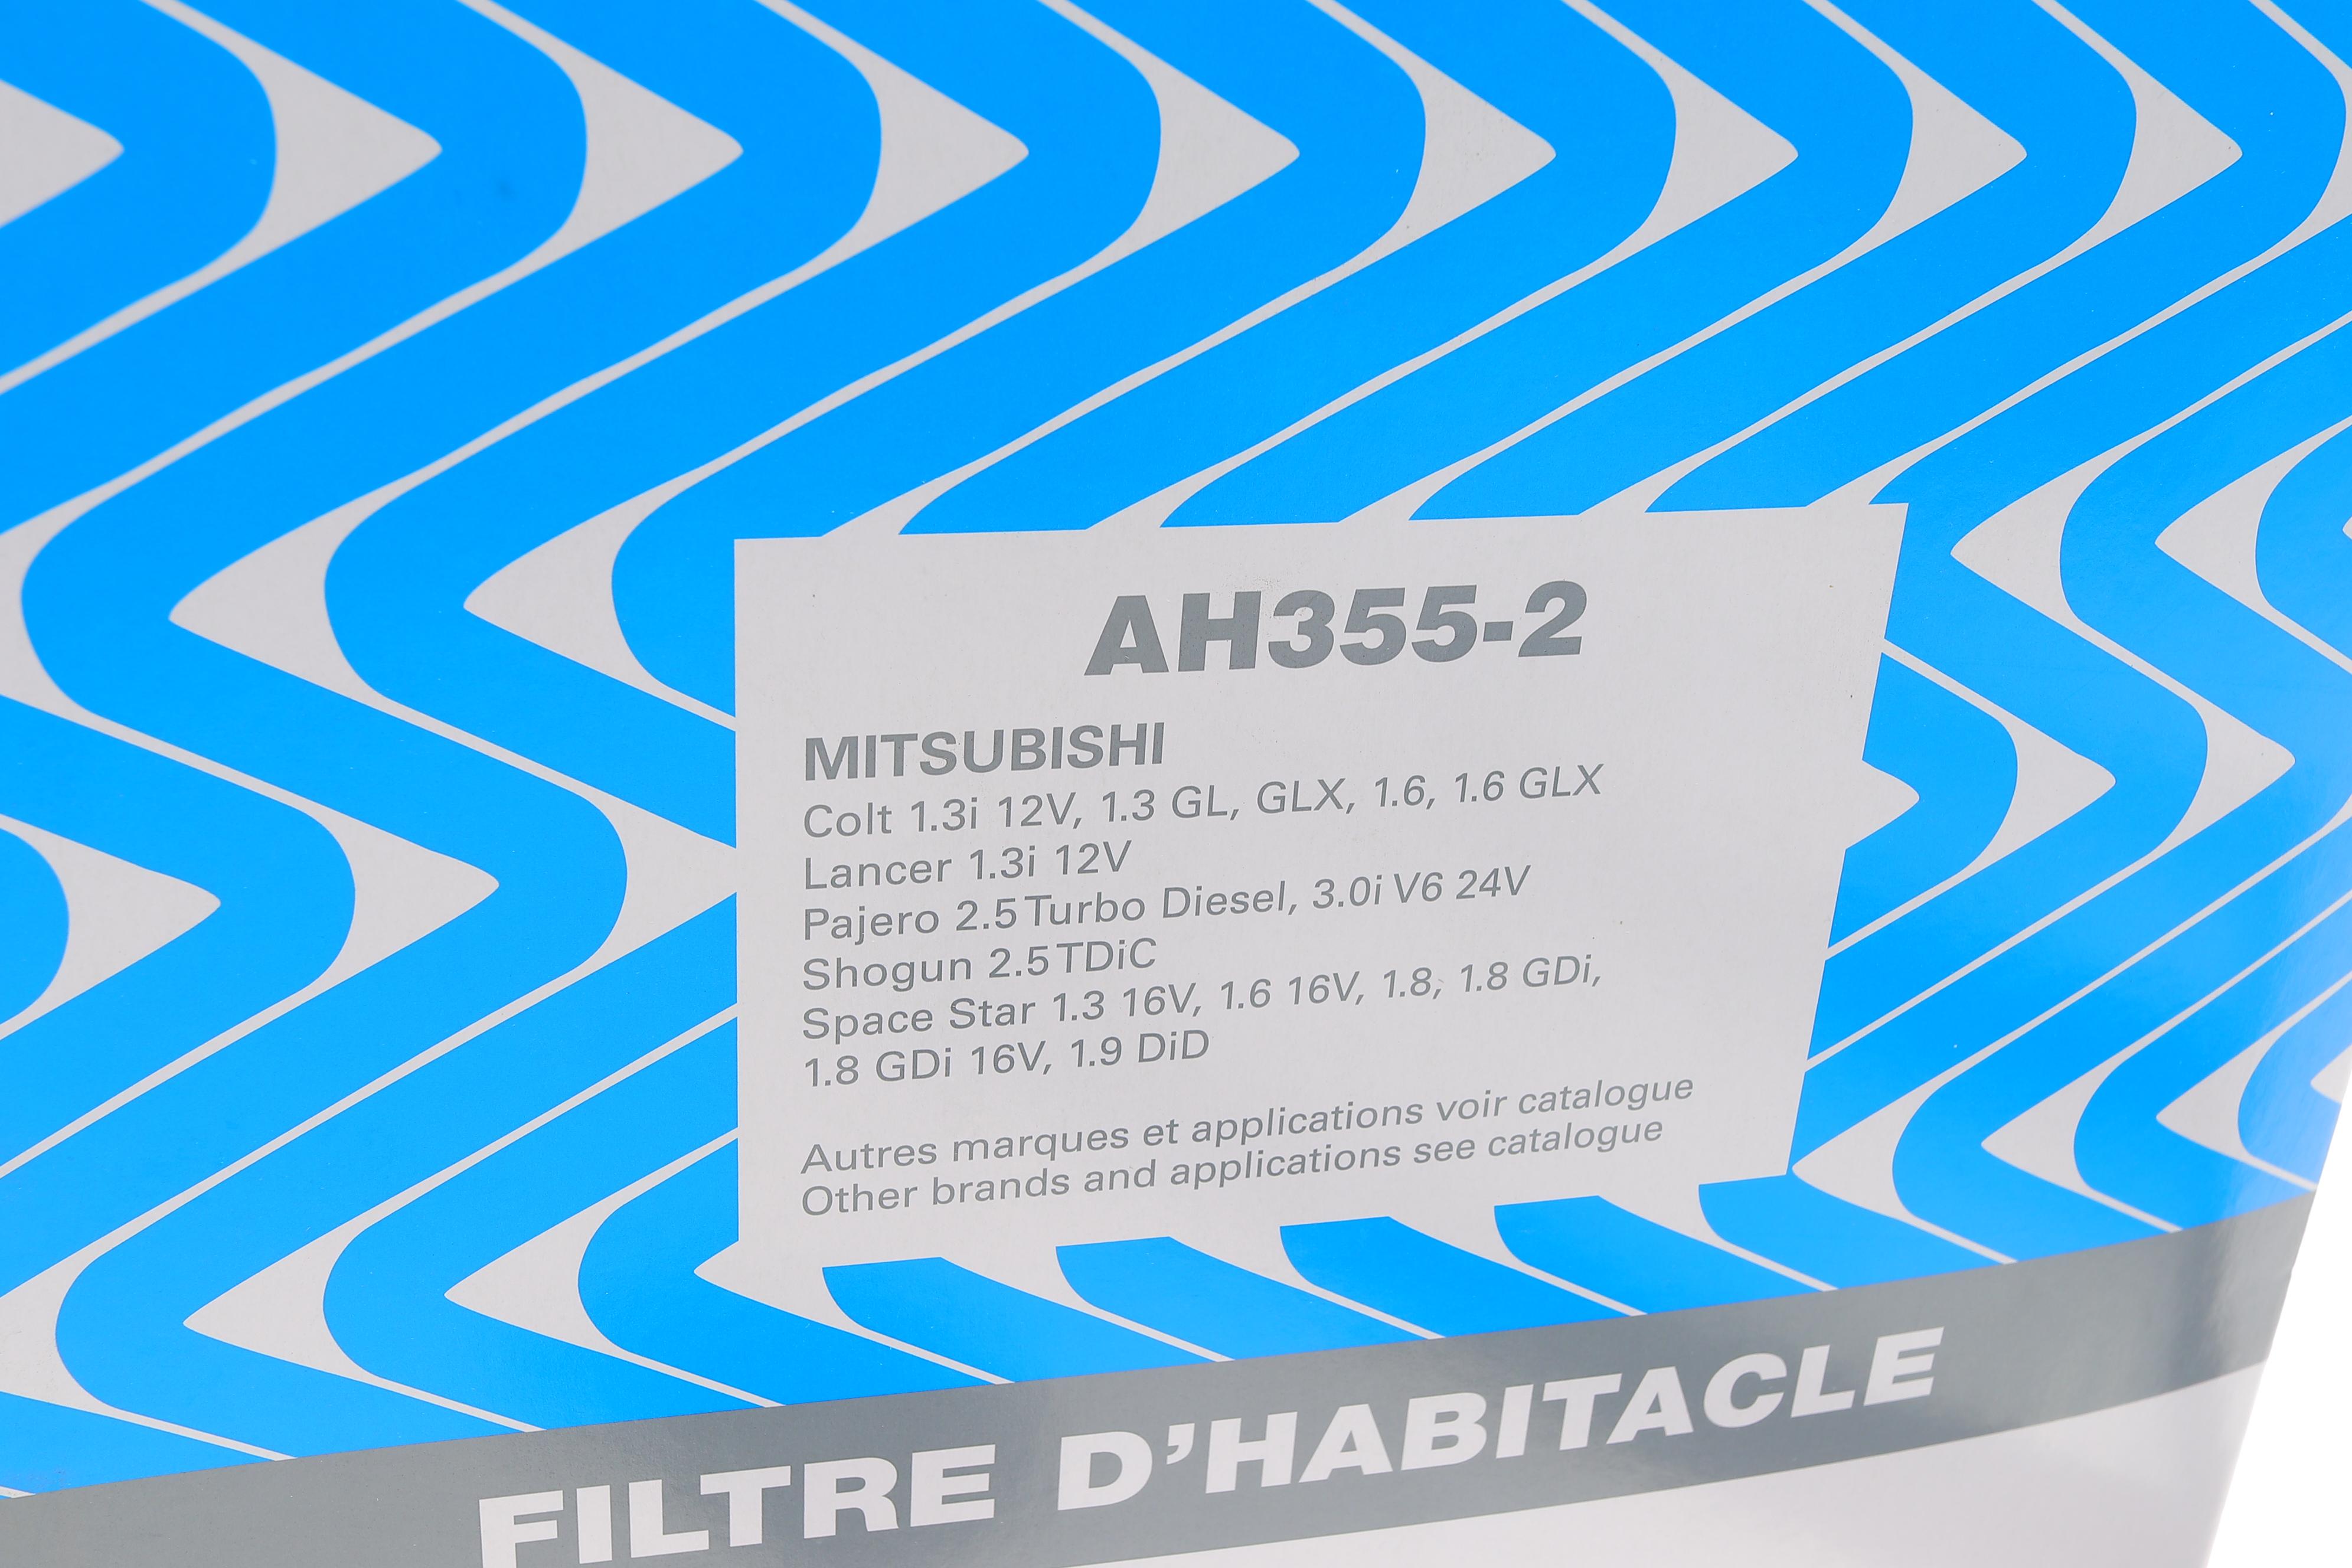 AH355-2
MITSUBISHI
Colt 1.3i 12V, 1.3 GL, GLX, 1.6, 1.6 GLX
Lancer 1.3i 12V
Pajero 2.5 Turbo Diesel, 3.0i V6 24V
Shogun 2.5 TDiC
Space Star 1.3 16V, 1.6 16V, 1.8, 1.8 GDi,
1.8 GDi 16V, 1.9 DiD
Autres marques et applications voir catalogue
Other brands and applications see catalogue
FILTRE D’HABITACLE